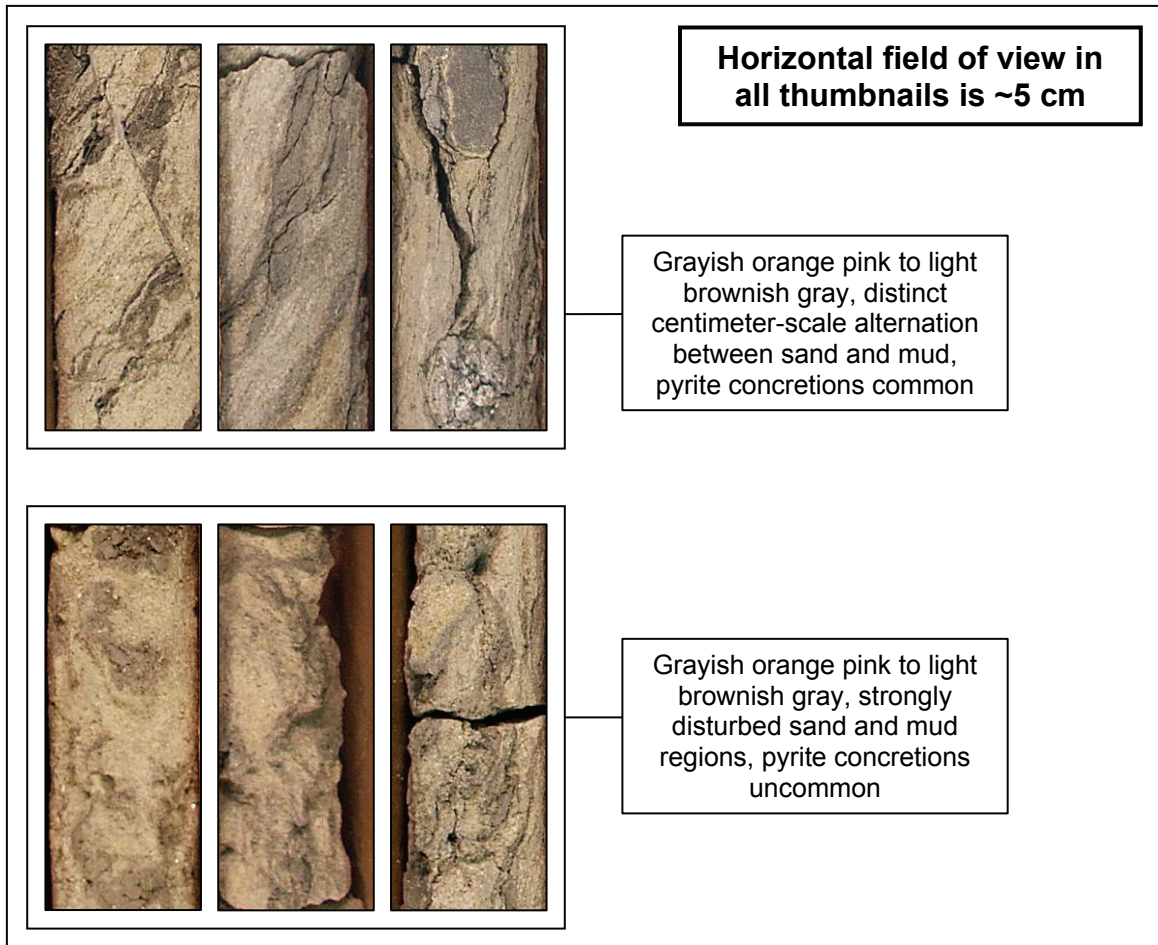 Horizontal field of view in
all thumbnails is ~5 cm
Grayish orange pink to light
brownish gray, distinct
centimeter-scale alternation
between sand and mud,
pyrite concretions common
Grayish orange pink to light
brownish gray, strongly
disturbed sand and mud
regions, pyrite concretions
uncommon